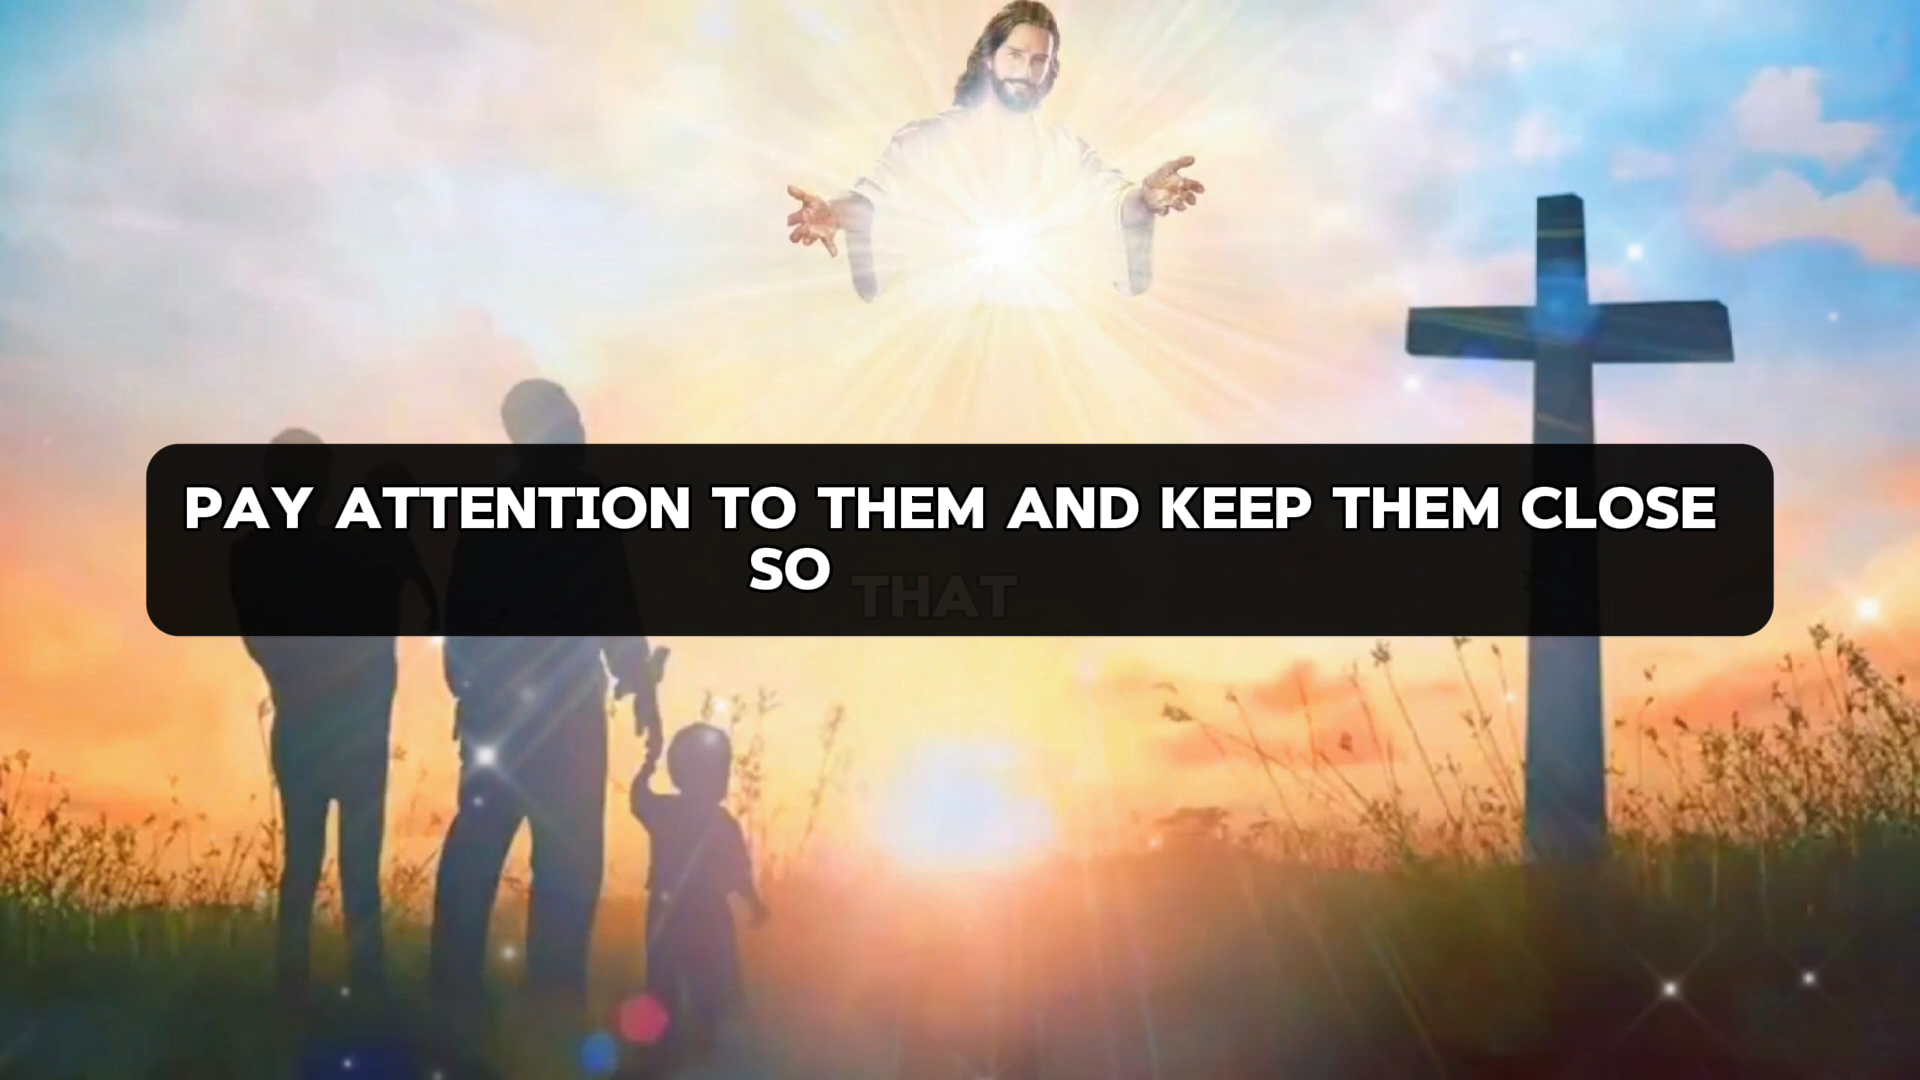 PAY ATTENTION TO THEM AND KEEP THEM CLOSE
SO THAT